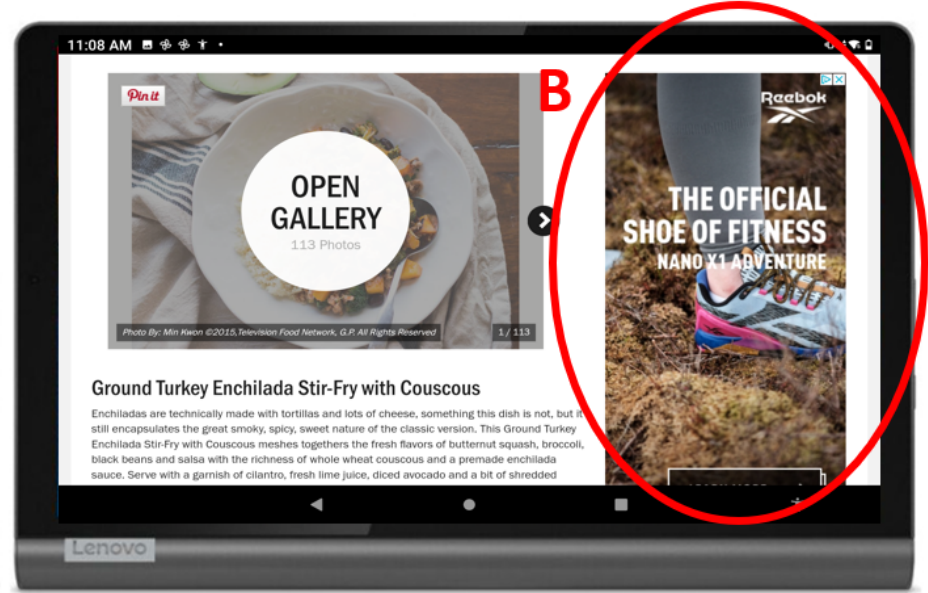 11:08 AM
B
Pin it
OPEN
GALLERY
113 Photos
Photo By: Min Kwon ©2015,Television Food Network, G.P. All Rights Reserved
1 / 113
Reebok
THE OFFICIAL
SHOE OF FITNESS
NANO X1 ADVENTURE
Ground Turkey Enchilada Stir-Fry with Couscous
Enchiladas are technically made with tortillas and lots of cheese, something this dish is not, but it
still encapsulates the great smoky, spicy, sweet nature of the classic version. This Ground Turkey
Enchilada Stir-Fry with Couscous meshes togethers the fresh flavors of butternut squash, broccoli,
black beans and salsa with the richness of whole wheat couscous and a premade enchilada
sauce. Serve with a garnish of cilantro, fresh lime juice, diced avocado and a bit of shredded
Lenovo